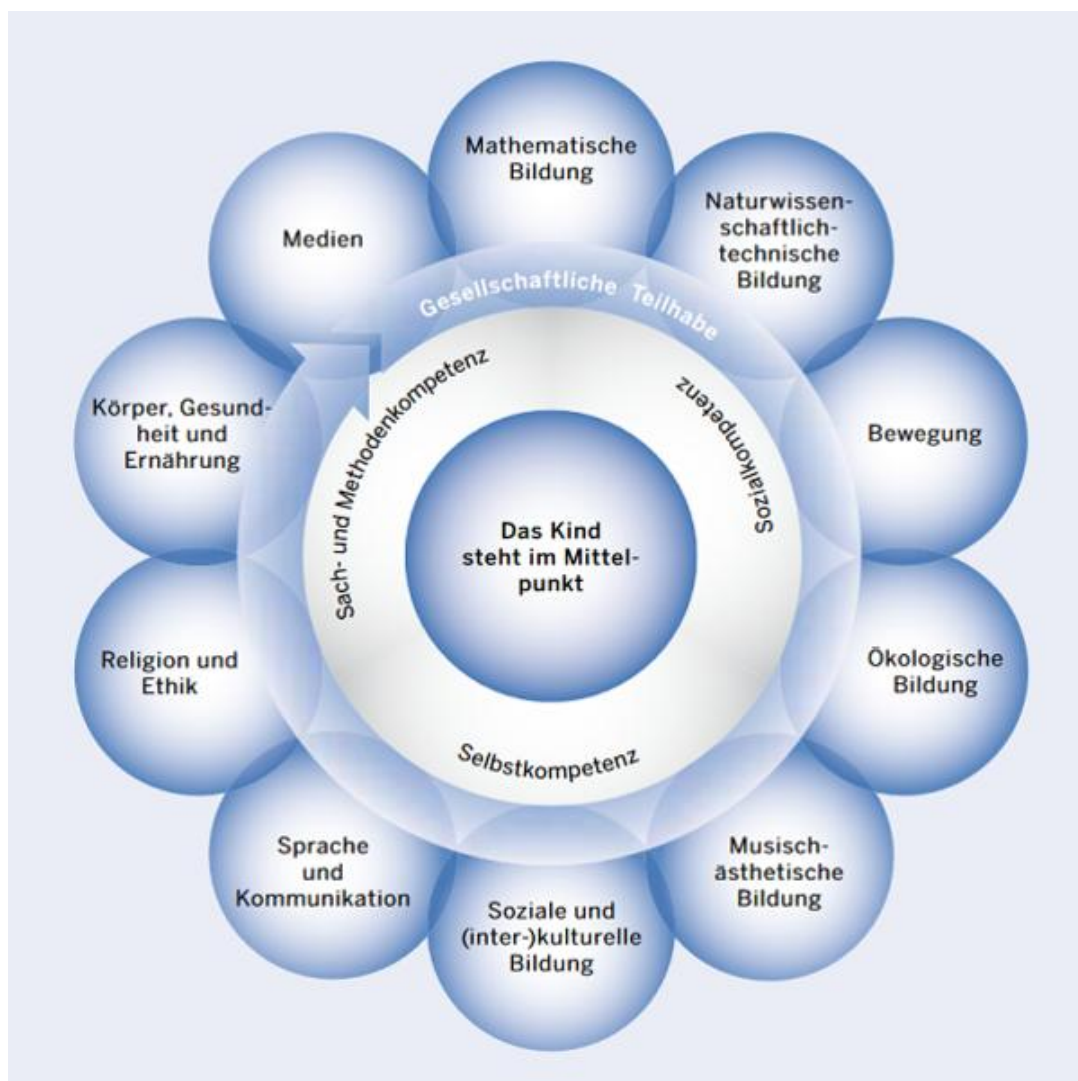 Mathematische
Bildung
Naturwissen-
schaftlich-
technische
Bildung
Bewegung
Ökologische
Bildung
Musisch-
ästhetische
Bildung
Soziale und
(inter-)kulturelle
Bildung
Sprache
und
Kommunikation
Religion und
Ethik
Körper, Gesund-
heit und
Ernährung
Medien
Gesellschaftliche Teilhabe
Sach- und Methodenkompetenz
Sozialkompetenz
Selbstkompetenz
Das Kind
steht im Mittel-
punkt